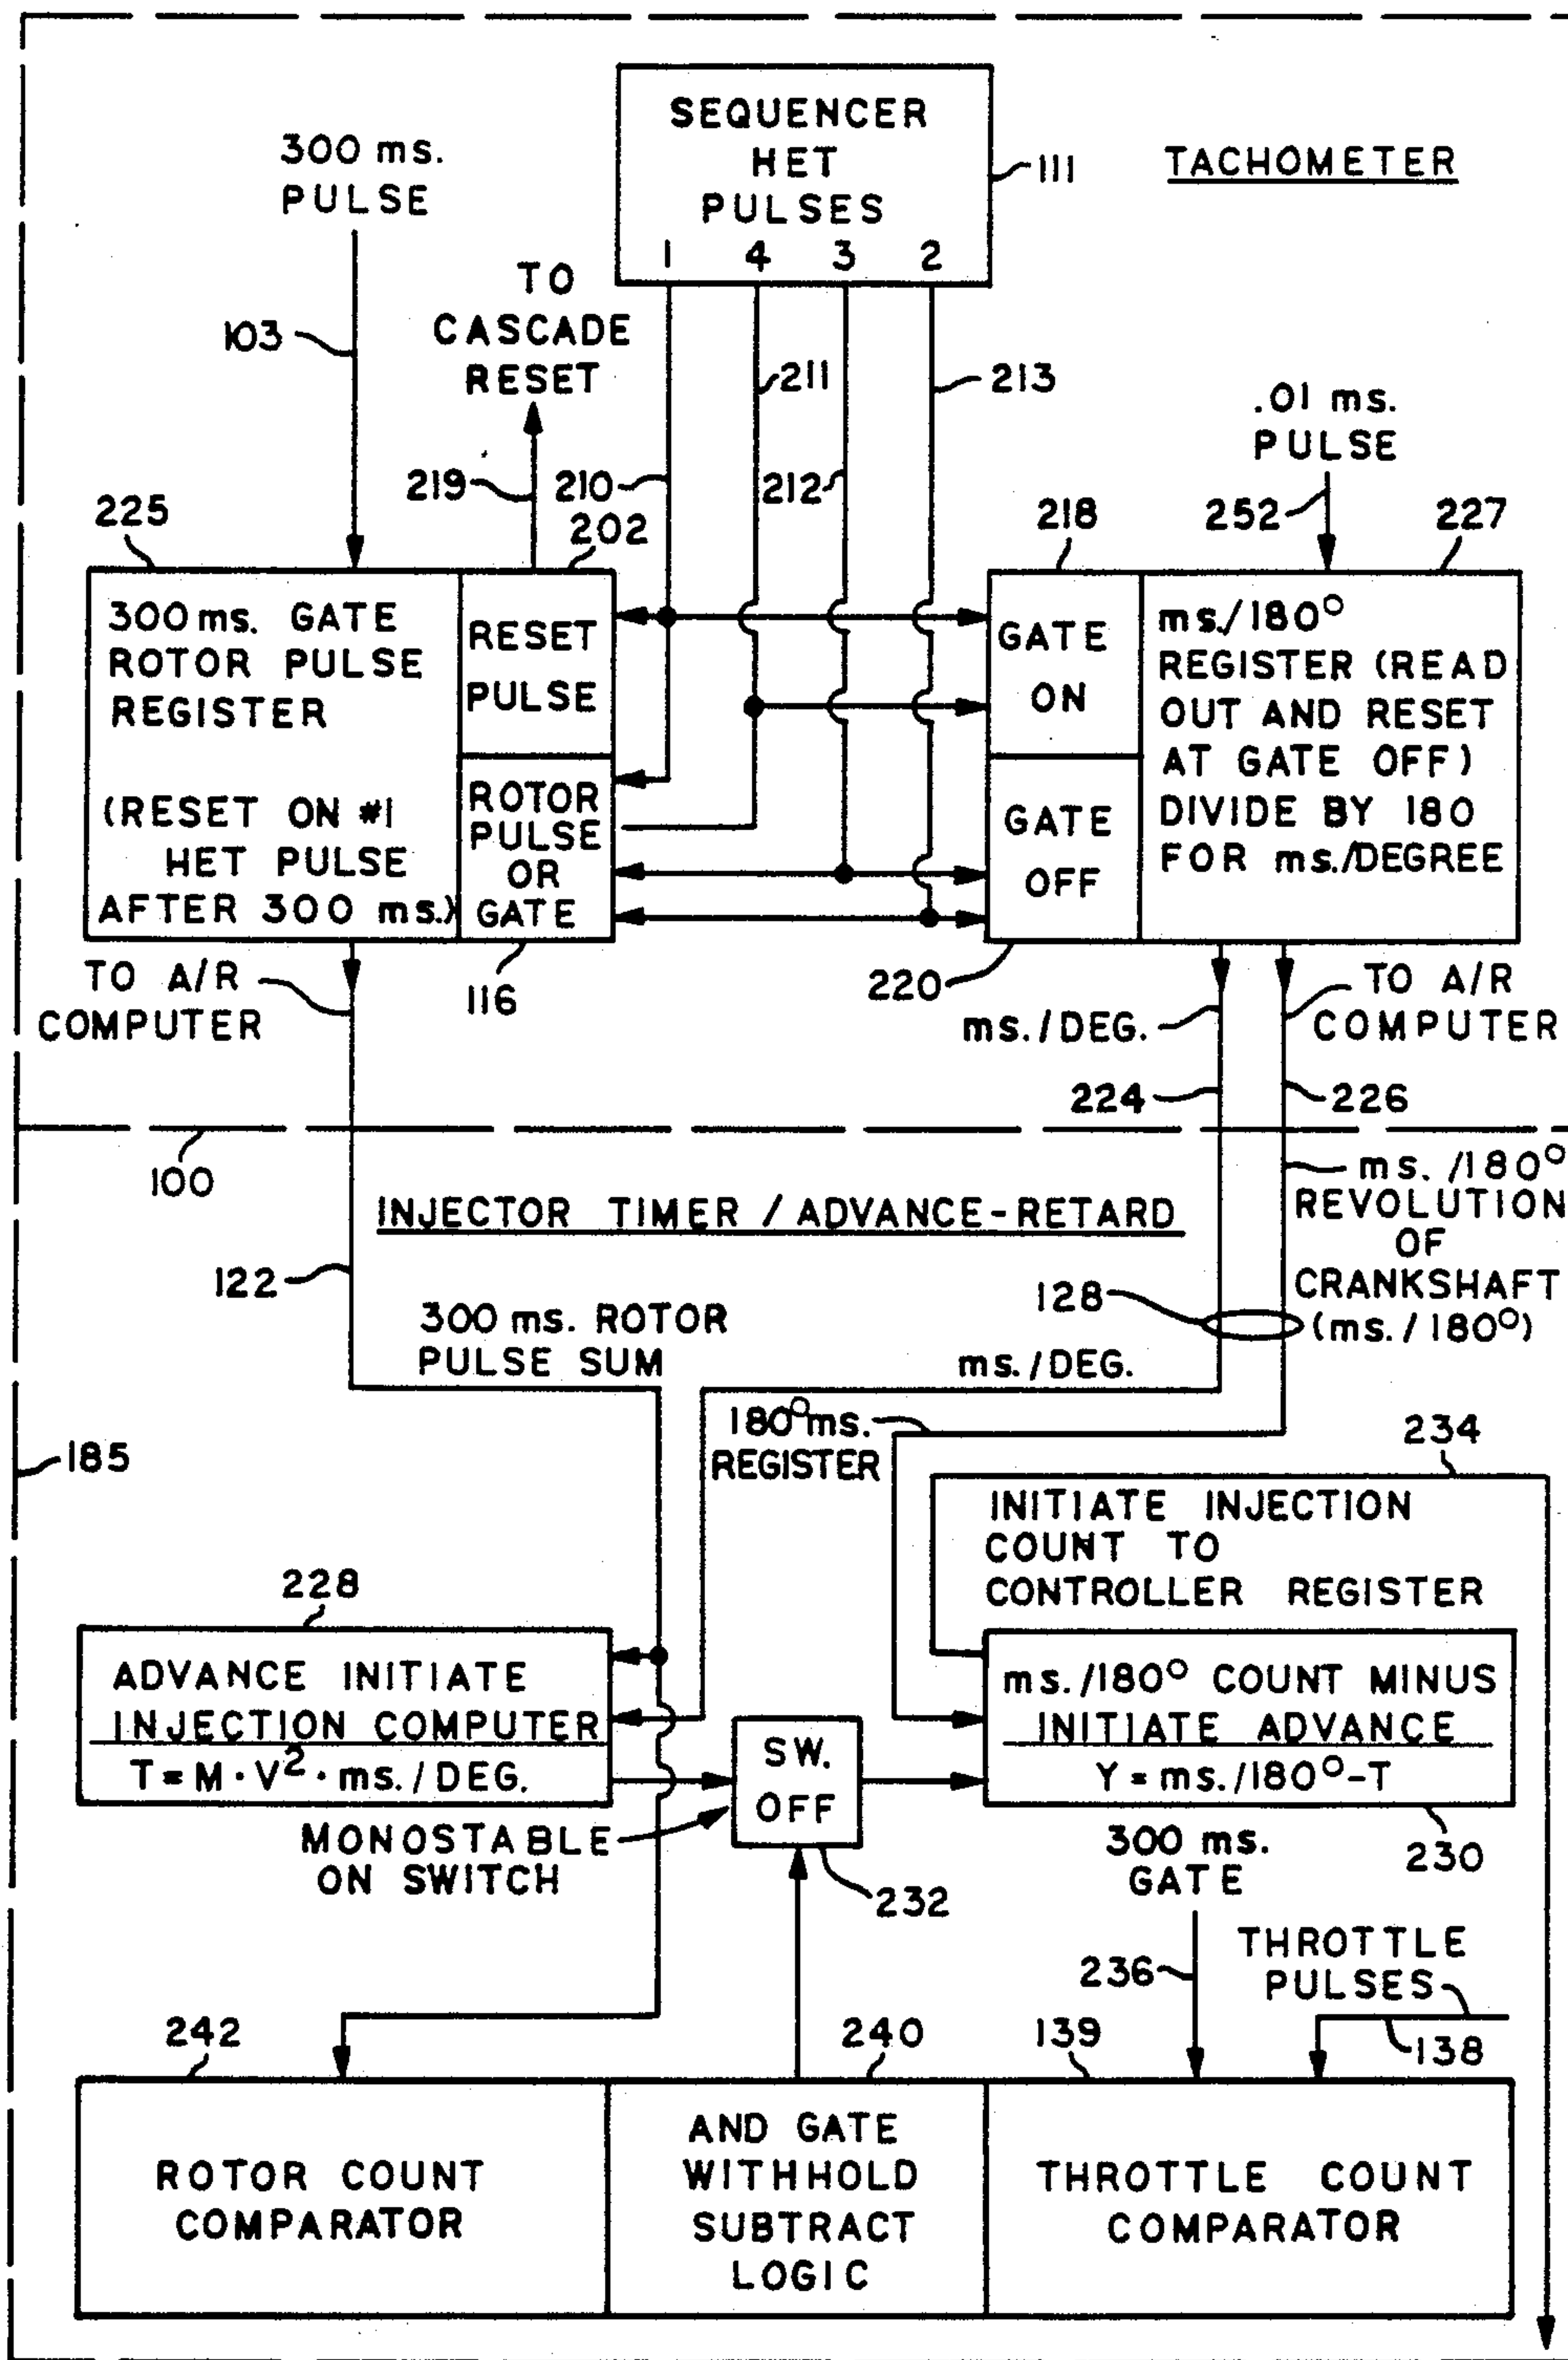 SEQUENCER
HET
PULSES
1 4 3 2
111
TACHOMETER
300 ms.
PULSE
103
TO
CASCADE
RESET
211
213
.01 ms.
PULSE
219
210
212
225
202
218
252
227
300 ms. GATE
ROTOR PULSE
REGISTER
(RESET ON #1
HET PULSE
AFTER 300 ms.)
RESET
PULSE
ROTOR
PULSE
OR
GATE
GATE
ON
GATE
OFF
ms./180°
REGISTER (READ
OUT AND RESET
AT GATE OFF)
DIVIDE BY 180
FOR ms./DEGREE
TO A/R
COMPUTER
116
220
ms./DEG.
TO A/R
COMPUTER
224
226
100
INJECTOR TIMER / ADVANCE-RETARD
ms. /180°
REVOLUTION
OF
CRANKSHAFT
(ms./180°)
122
128
300 ms. ROTOR
PULSE SUM
ms./DEG.
180° ms.
REGISTER
234
185
INITIATE INJECTION
COUNT TO
CONTROLLER REGISTER
228
ADVANCE INITIATE
INJECTION COMPUTER
T = M · V² · ms./DEG.
SW.
OFF
ms./180° COUNT MINUS
INITIATE ADVANCE
Y = ms./180° - T
MONOSTABLE
ON SWITCH
232
300 ms.
GATE
230
236
THROTTLE
PULSES
138
242
240
139
ROTOR COUNT
COMPARATOR
AND GATE
WITHHOLD
SUBTRACT
LOGIC
THROTTLE COUNT
COMPARATOR